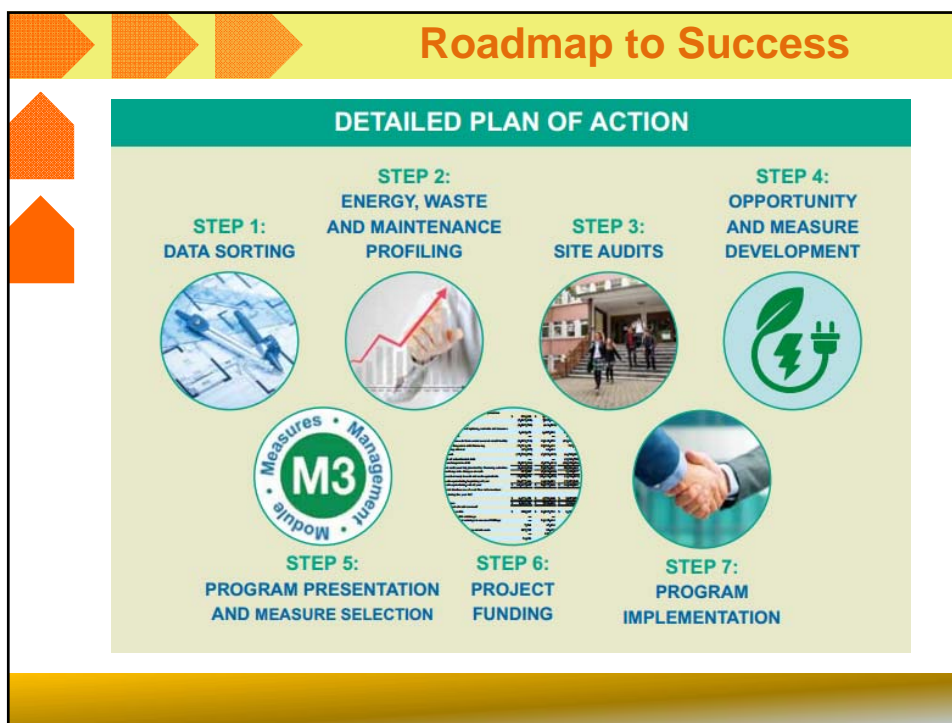 Roadmap to Success
DETAILED PLAN OF ACTION
STEP 1:
DATA SORTING
STEP 2:
ENERGY, WASTE
AND MAINTENANCE
PROFILING
STEP 3:
SITE AUDITS
STEP 4:
OPPORTUNITY
AND MEASURE
DEVELOPMENT
Measures • Management • Module •
M3
STEP 5:
PROGRAM PRESENTATION
AND MEASURE SELECTION
STEP 6:
PROJECT
FUNDING
STEP 7:
PROGRAM
IMPLEMENTATION